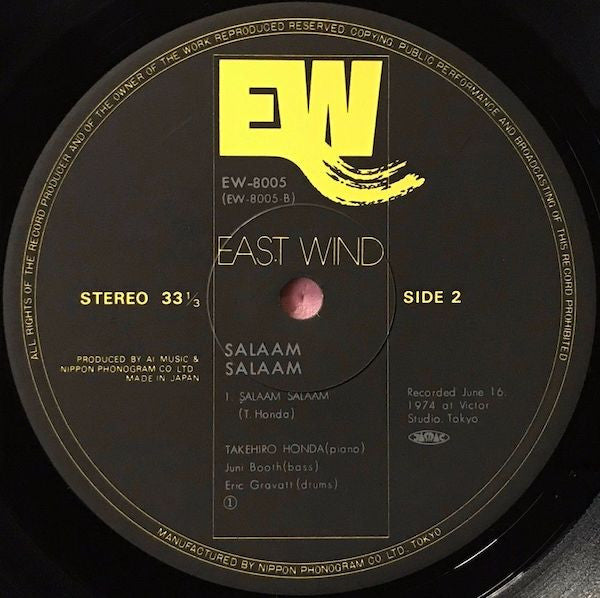 ALL RIGHTS OF THE RECORD PRODUCER AND OF THE OWNER OF THE WORK REPRODUCED RESERVED. COPYING, PUBLIC PERFORMANCE AND BROADCASTING OF THIS RECORD PROHIBITED
EW
EW-8005
(EW-8005-B)
EAST WIND
STEREO 33 1/3
SIDE 2
PRODUCED BY AI MUSIC &
NIPPON PHONOGRAM CO. LTD.
MADE IN JAPAN
SALAAM
SALAAM
1. SALAAM SALAAM
(T. Honda)
Recorded June 16.
1974 at Victor
Studio. Tokyo
TAKEHIRO HONDA(piano)
Juni Booth(bass)
Eric Gravatt(drums)
①
MANUFACTURED BY NIPPON PHONOGRAM CO. LTD., TOKYO